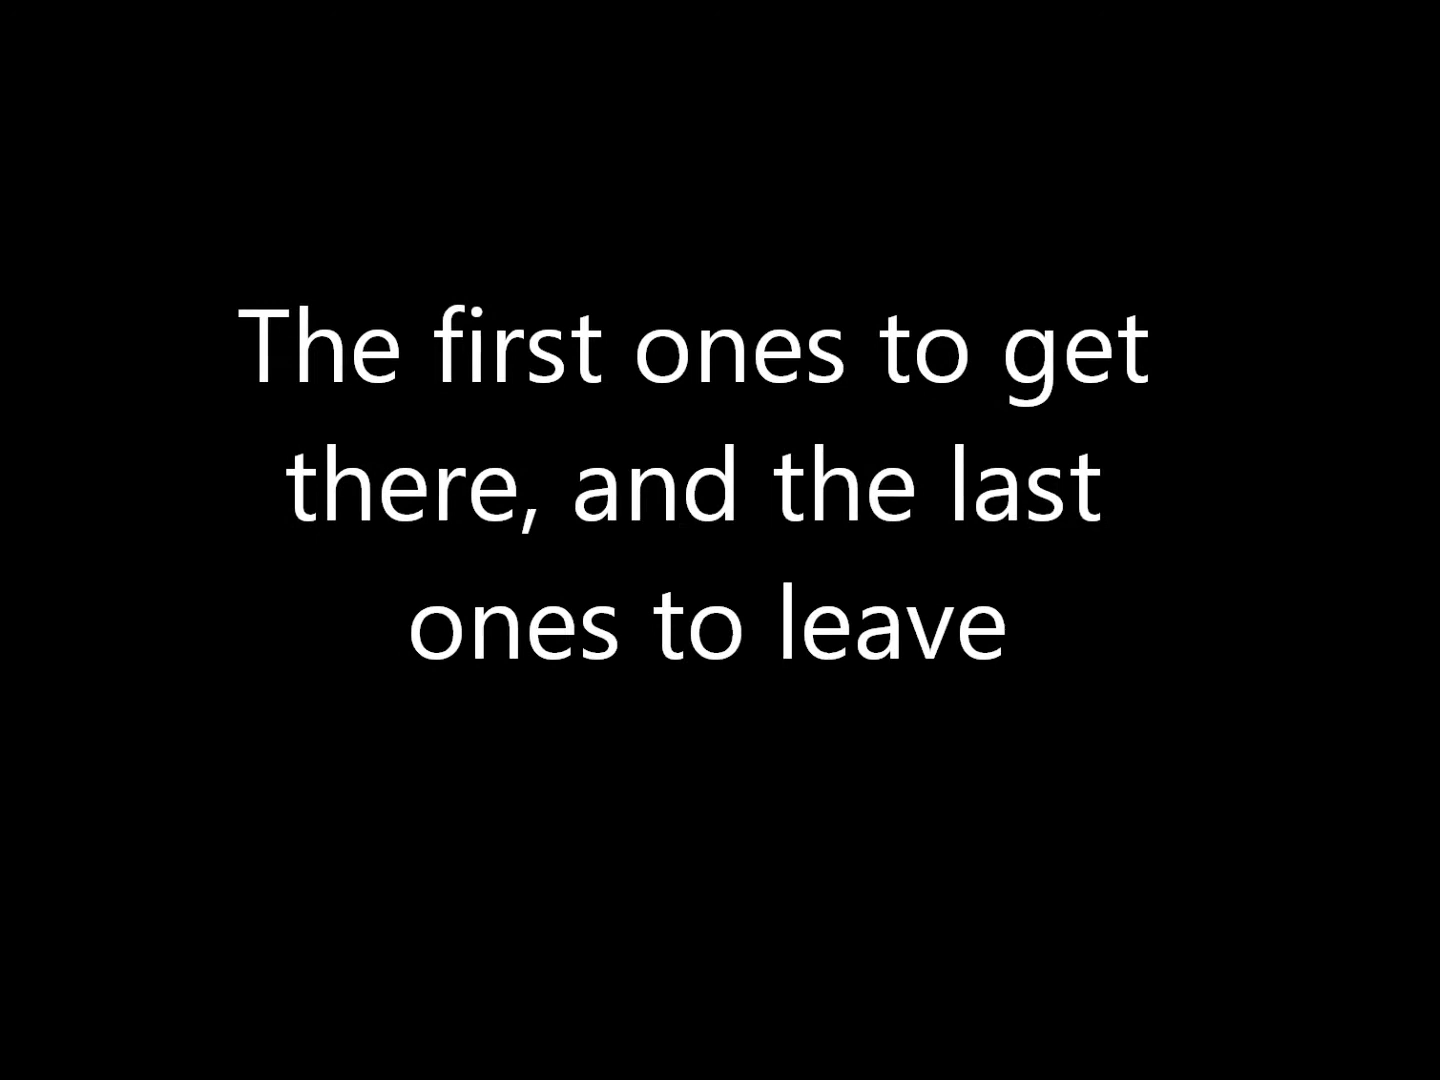 The first ones to get
there, and the last
ones to leave